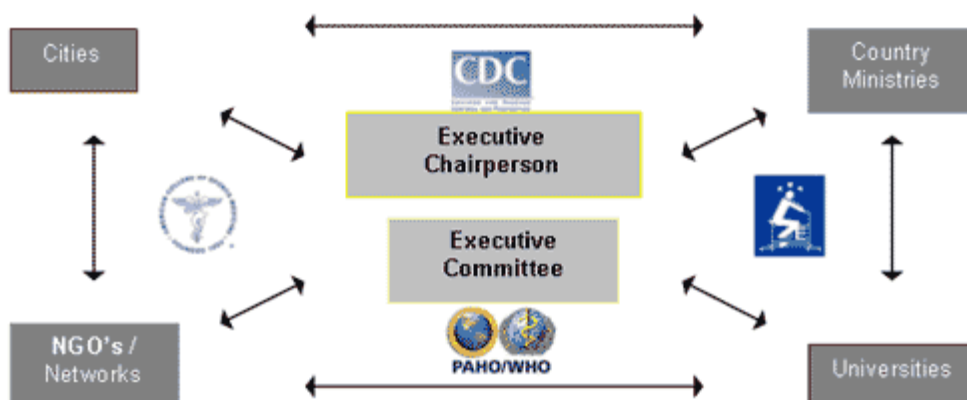 Cities
Country
Ministries
CDC
Executive
Chairperson
Executive
Committee
NGO's /
Networks
PAHO/WHO
Universities